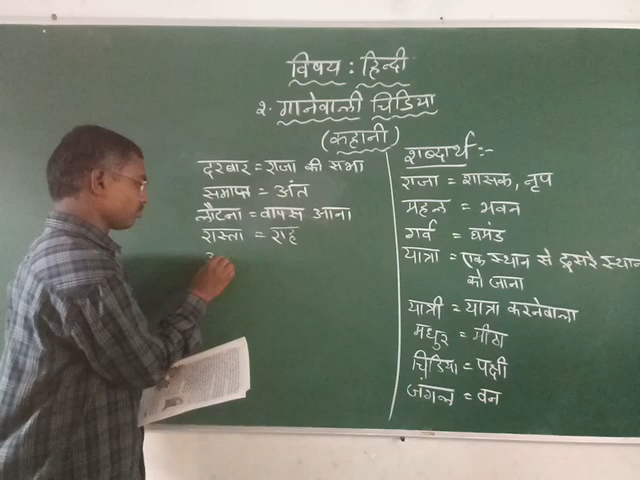 विषय : हिन्दी
२. गानेवाली चिडिया
(कहानी)
दरबार = राजा की सभा
समाप्त = अंत
लौटना = वापस आना
रास्ता = राह
शब्दार्थ :-
राजा = शासक, नृप
महल = भवन
गर्व = घमंड
यात्रा = एक स्थान से दुसरे स्थान
को जाना
यात्री = यात्रा करनेवाला
मधुर = मीठा
चिडिया = पक्षी
जंगल = वन